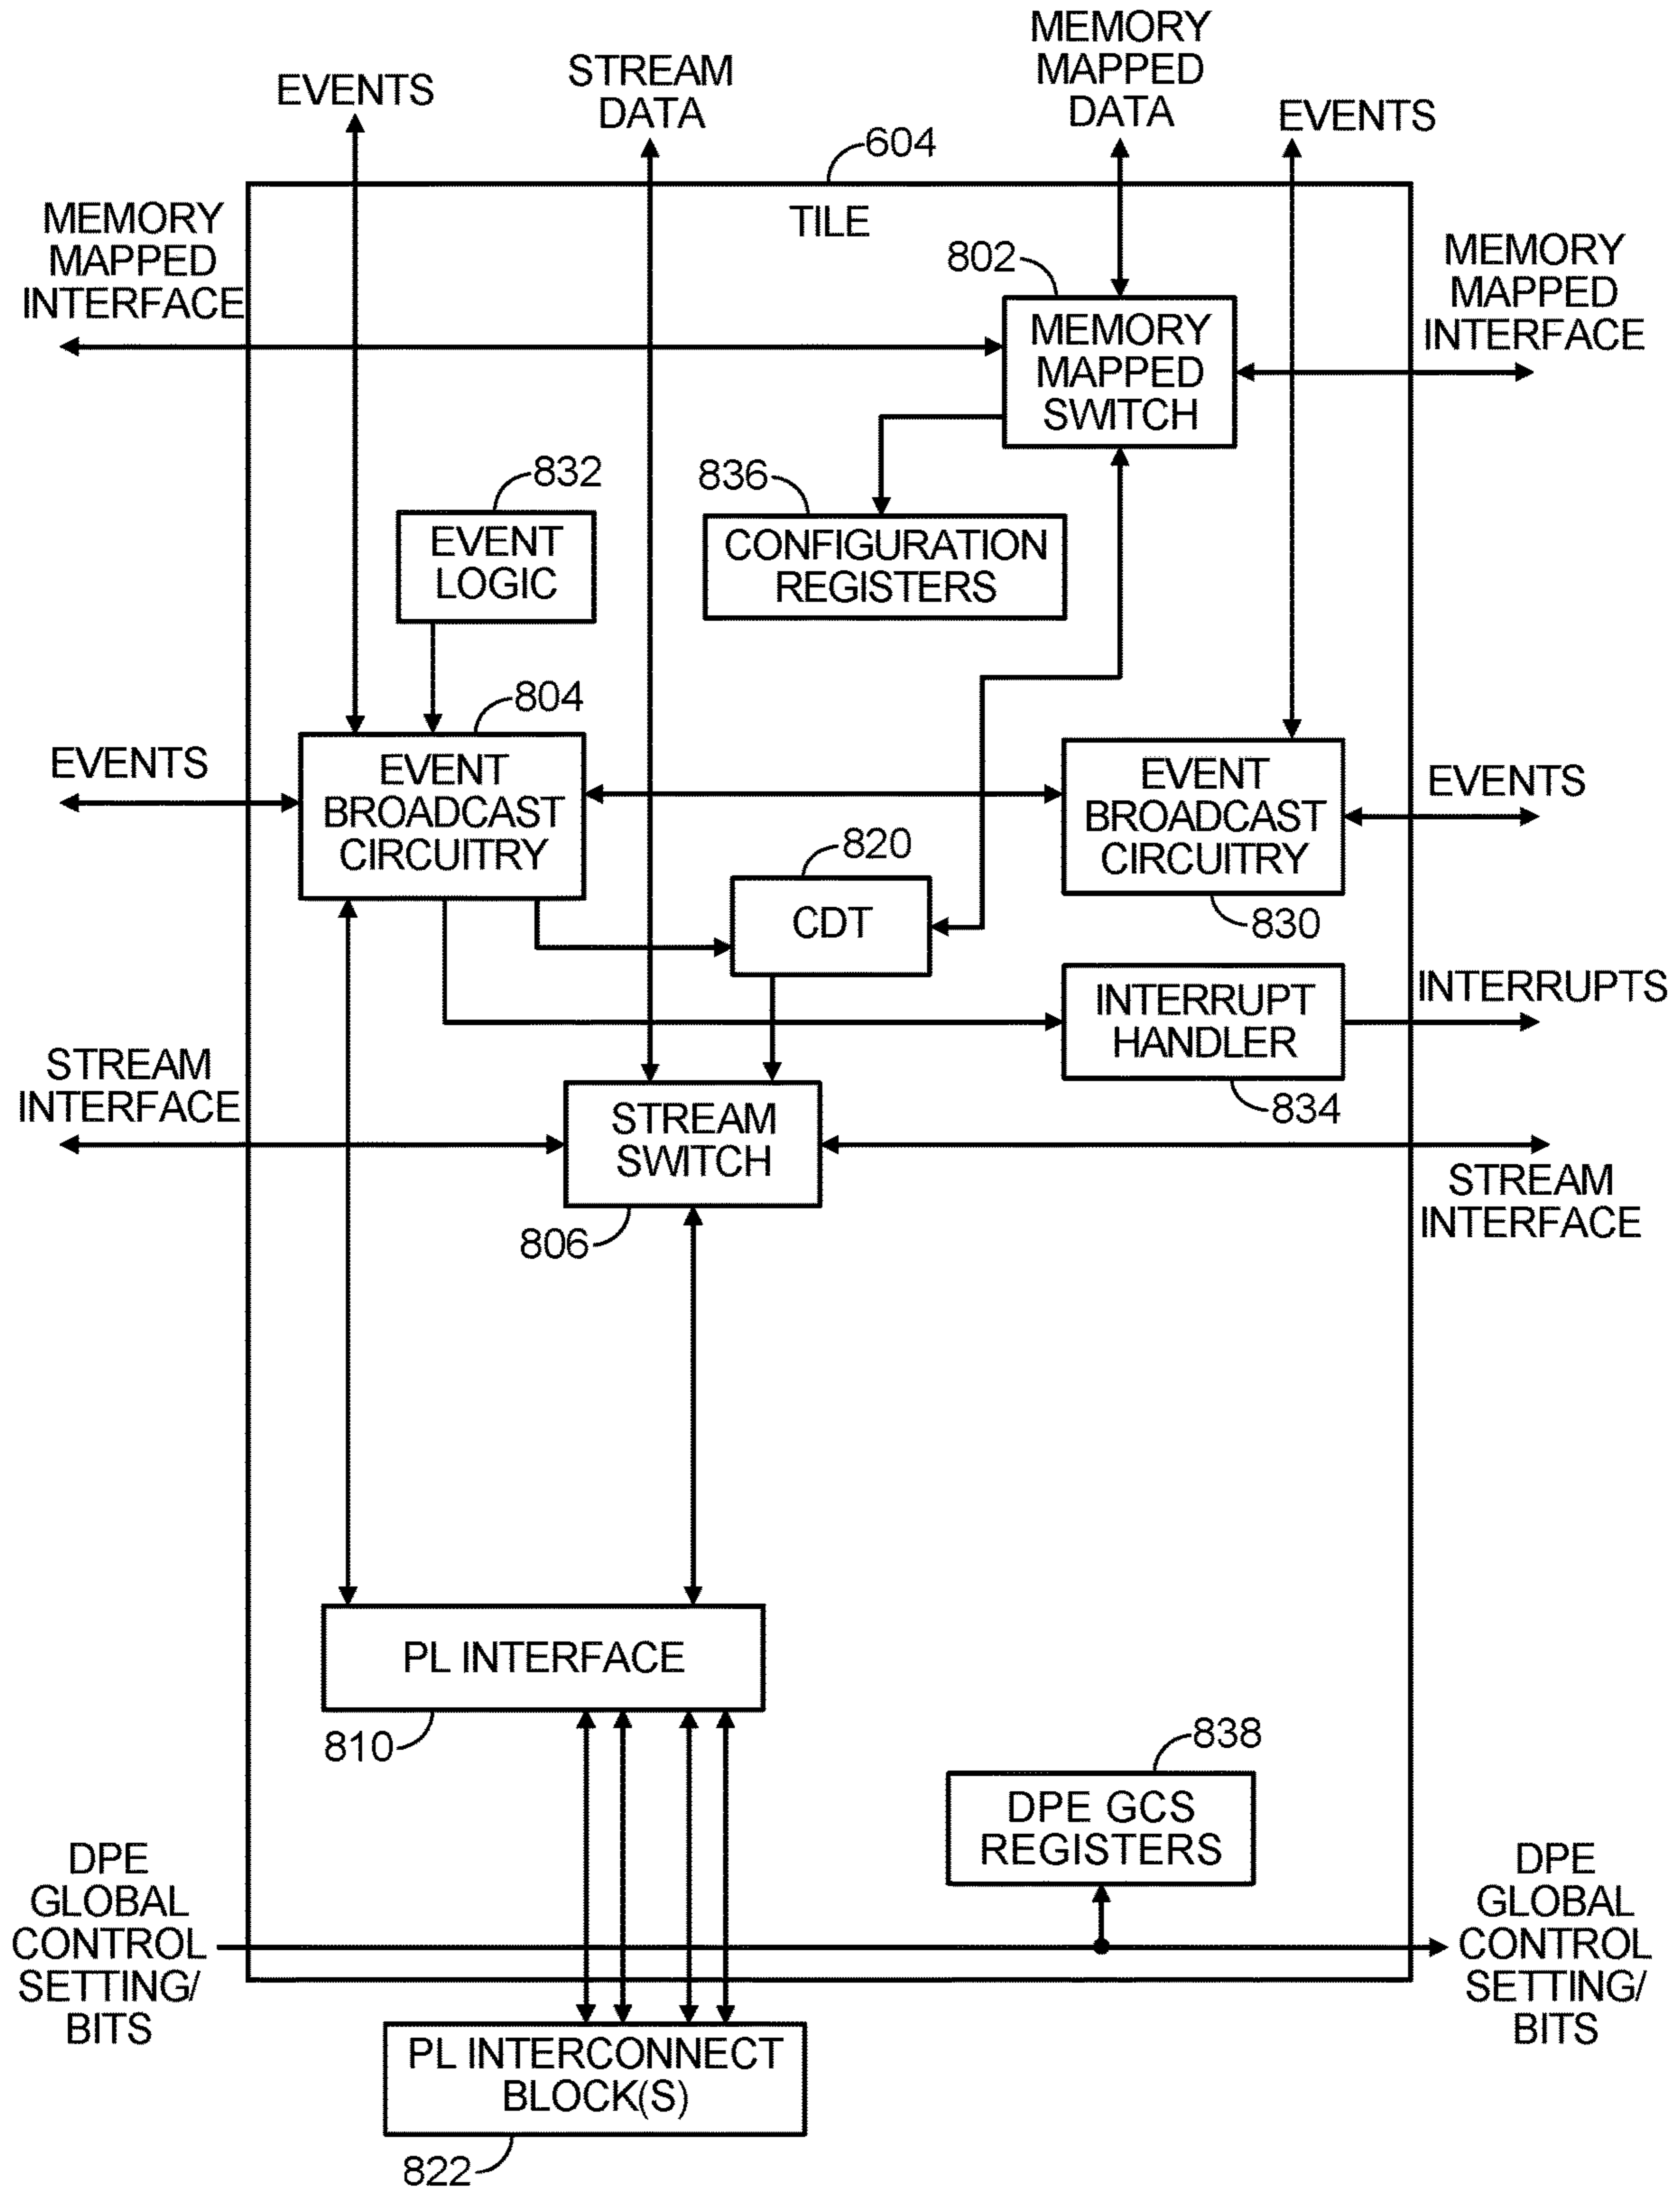 MEMORY
MAPPED
DATA
STREAM
DATA
EVENTS
EVENTS
604
TILE
MEMORY
MAPPED
INTERFACE
802
MEMORY
MAPPED
INTERFACE
MEMORY
MAPPED
SWITCH
832
836
EVENT
LOGIC
CONFIGURATION
REGISTERS
804
EVENTS
EVENT
BROADCAST
CIRCUITRY
EVENT
BROADCAST
CIRCUITRY
EVENTS
820
CDT
830
INTERRUPTS
INTERRUPT
HANDLER
STREAM
INTERFACE
834
STREAM
SWITCH
STREAM
INTERFACE
806
PL INTERFACE
810
838
DPE GCS
REGISTERS
DPE
GLOBAL
CONTROL
SETTING/
BITS
DPE
GLOBAL
CONTROL
SETTING/
BITS
PL INTERCONNECT
BLOCK(S)
822